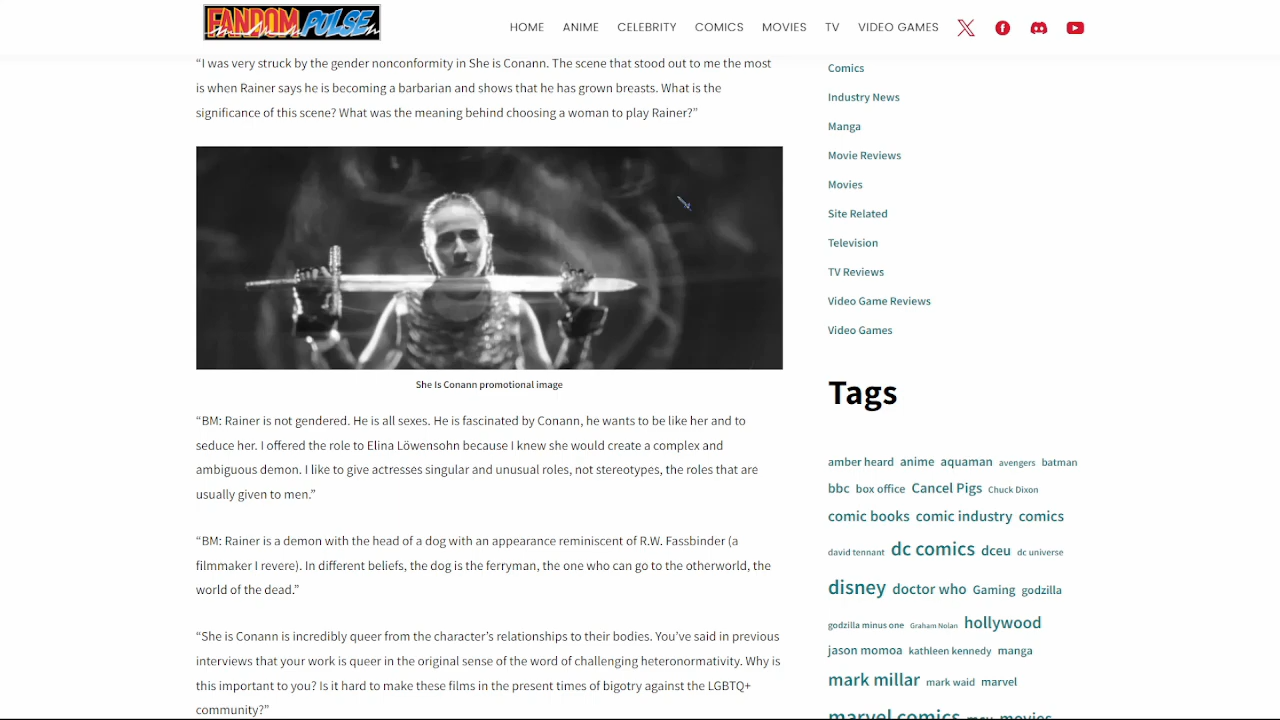 FANDOM PULSE
HOME ANIME CELEBRITY COMICS MOVIES TV VIDEO GAMES
“I was very struck by the gender nonconformity in She is Conann. The scene that stood out to me the most
is when Rainer says he is becoming a barbarian and shows that he has grown breasts. What is the
significance of this scene? What was the meaning behind choosing a woman to play Rainer?”
She Is Conann promotional image
“BM: Rainer is not gendered. He is all sexes. He is fascinated by Conann, he wants to be like her and to
seduce her. I offered the role to Elina Löwensohn because I knew she would create a complex and
ambiguous demon. I like to give actresses singular and unusual roles, not stereotypes, the roles that are
usually given to men.”
“BM: Rainer is a demon with the head of a dog with an appearance reminiscent of R.W. Fassbinder (a
filmmaker I revere). In different beliefs, the dog is the ferryman, the one who can go to the otherworld, the
world of the dead.”
“She is Conann is incredibly queer from the character’s relationships to their bodies. You’ve said in previous
interviews that your work is queer in the original sense of the word of challenging heteronormativity. Why is
this important to you? Is it hard to make these films in the present times of bigotry against the LGBTQ+
community?”
Comics
Industry News
Manga
Movie Reviews
Movies
Site Related
Television
TV Reviews
Video Game Reviews
Video Games
Tags
amber heard anime aquaman avengers batman
bbc box office Cancel Pigs Chuck Dixon
comic books comic industry comics
david tennant dc comics dceu dc universe
disney doctor who Gaming godzilla
godzilla minus one Graham Nolan hollywood
jason momoa kathleen kennedy manga
mark millar mark waid marvel
marvel comics mcu movies